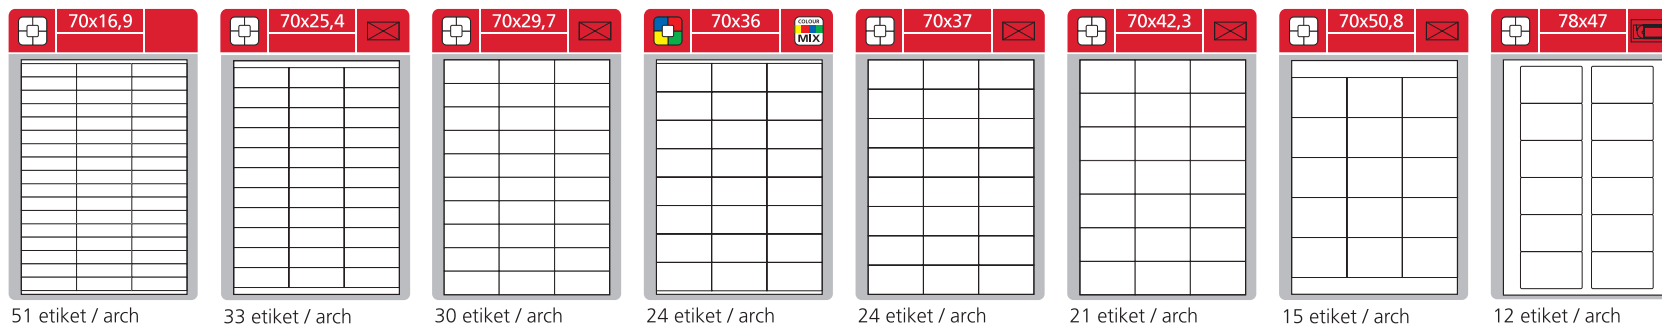 70x16,9
70x25,4
70x29,7
70x36
COLOUR
MIX
70x37
70x42,3
70x50,8
78x47
51 etiket / arch
33 etiket / arch
30 etiket / arch
24 etiket / arch
24 etiket / arch
21 etiket / arch
15 etiket / arch
12 etiket / arch